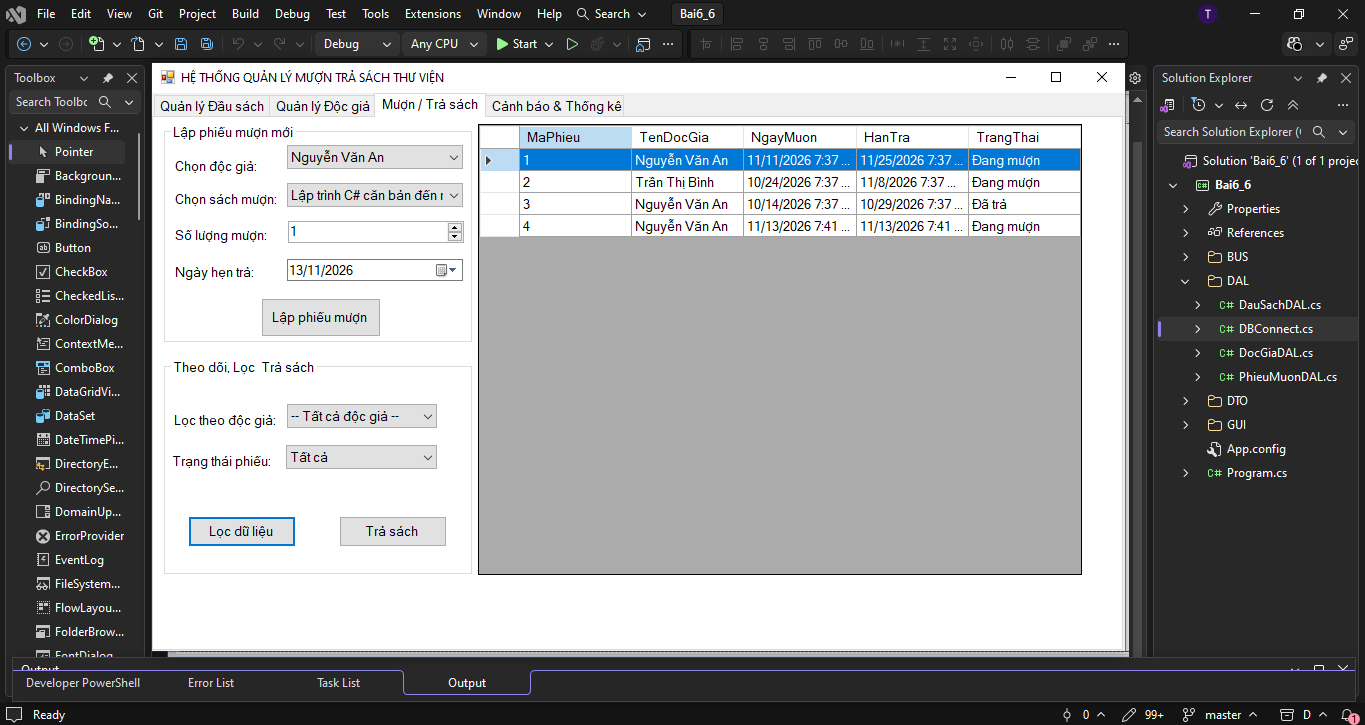 File Edit View Git Project Build Debug Test Tools Extensions Window Help Search Bai6_6 T
Debug Any CPU Start
Toolbox
Search Toolbo
All Windows F...
Pointer
Backgroun...
BindingNa...
BindingSo...
Button
CheckBox
CheckedLis...
ColorDialog
ContextMe...
ComboBox
DataGridVi...
DataSet
DateTimePi...
DirectoryE...
DirectorySe...
DomainUp...
ErrorProvider
EventLog
FileSystem...
FlowLayou...
FolderBrow...
FontDialog
HỆ THỐNG QUẢN LÝ MƯỢN TRẢ SÁCH THƯ VIỆN
Quản lý Đầu sách Quản lý Độc giả Mượn / Trả sách Cảnh báo & Thống kê
Lập phiếu mượn mới
Chọn độc giả: Nguyễn Văn An
Chọn sách mượn: Lập trình C# căn bản đến r
Số lượng mượn: 1
Ngày hẹn trả: 13/11/2026
Lập phiếu mượn
Theo dõi, Lọc Trả sách
Lọc theo độc giả: -- Tất cả độc giả --
Trạng thái phiếu: Tất cả
Lọc dữ liệu Trả sách
MaPhieu TenDocGia NgayMuon HanTra TrangThai
1 Nguyễn Văn An 11/11/2026 7:37 ... 11/25/2026 7:37 ... Đang mượn
2 Trần Thị Bình 10/24/2026 7:37 ... 11/8/2026 7:37 ... Đang mượn
3 Nguyễn Văn An 10/14/2026 7:37 ... 10/29/2026 7:37 ... Đã trả
4 Nguyễn Văn An 11/13/2026 7:41 ... 11/13/2026 7:41 ... Đang mượn
Solution Explorer
Search Solution Explorer (
Solution 'Bai6_6' (1 of 1 projec
Bai6_6
Properties
References
BUS
DAL
C# DauSachDAL.cs
C# DBConnect.cs
C# DocGiaDAL.cs
C# PhieuMuonDAL.cs
DTO
GUI
App.config
C# Program.cs
Output
Developer PowerShell Error List Task List Output
Ready 0 99+ master D 1